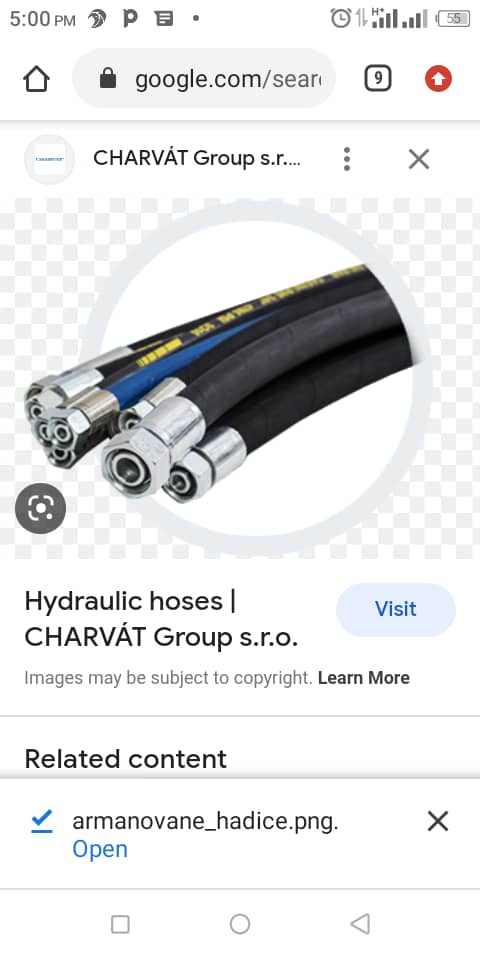 5:00 PM
H+
55
google.com/sear
9
CHARVÁT
CHARVÁT Group s.r....
Hydraulic hoses |
CHARVÁT Group s.r.o.
Visit
Images may be subject to copyright. Learn More
Related content
armanovane_hadice.png.
Open